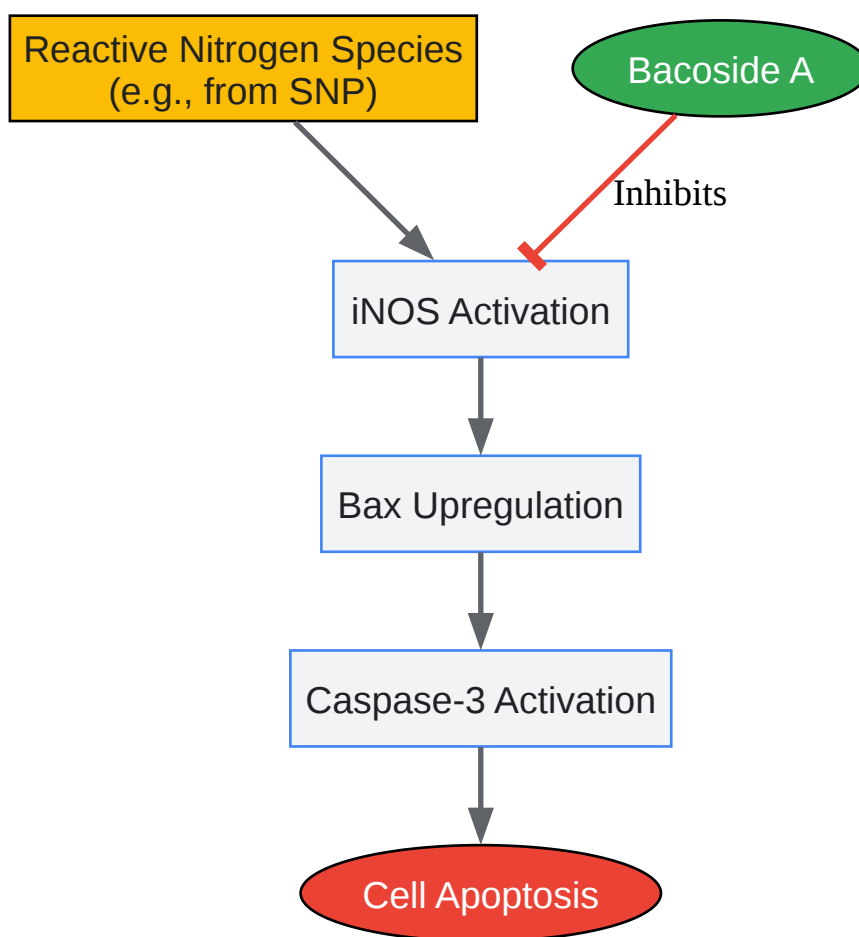 Reactive Nitrogen Species
(e.g., from SNP)
Bacoside A
Inhibits
iNOS Activation
Bax Upregulation
Caspase-3 Activation
Cell Apoptosis